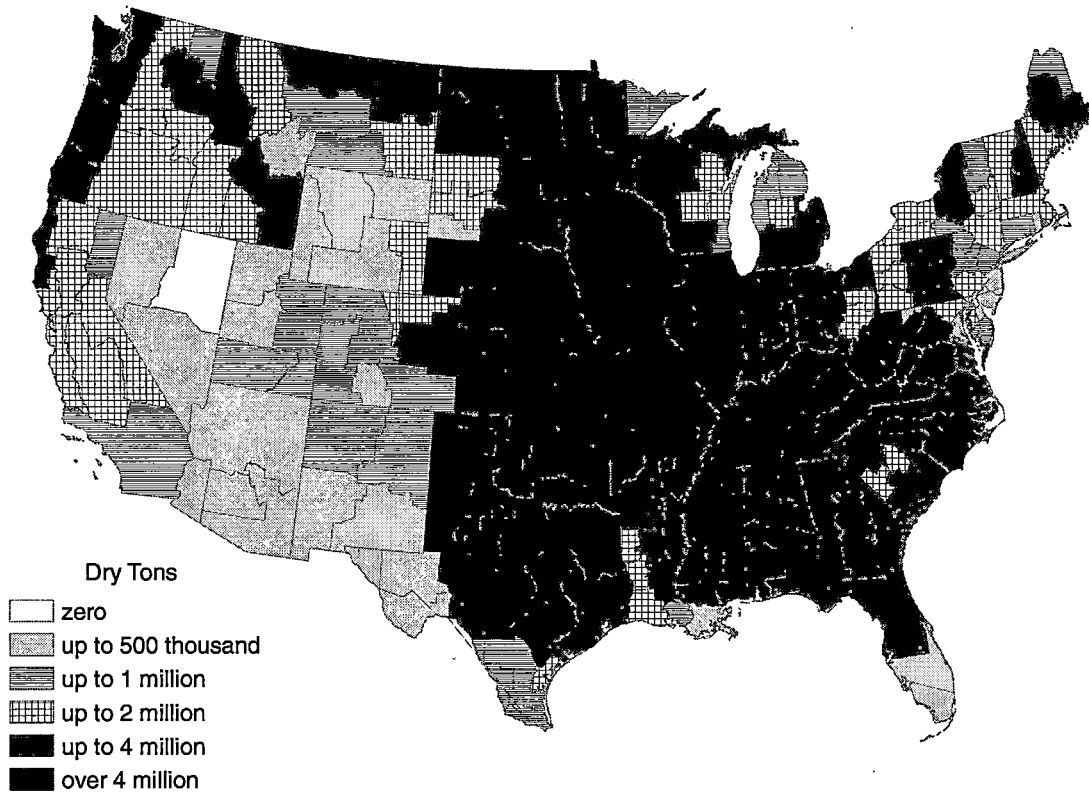 Dry Tons
zero
up to 500 thousand
up to 1 million
up to 2 million
up to 4 million
over 4 million